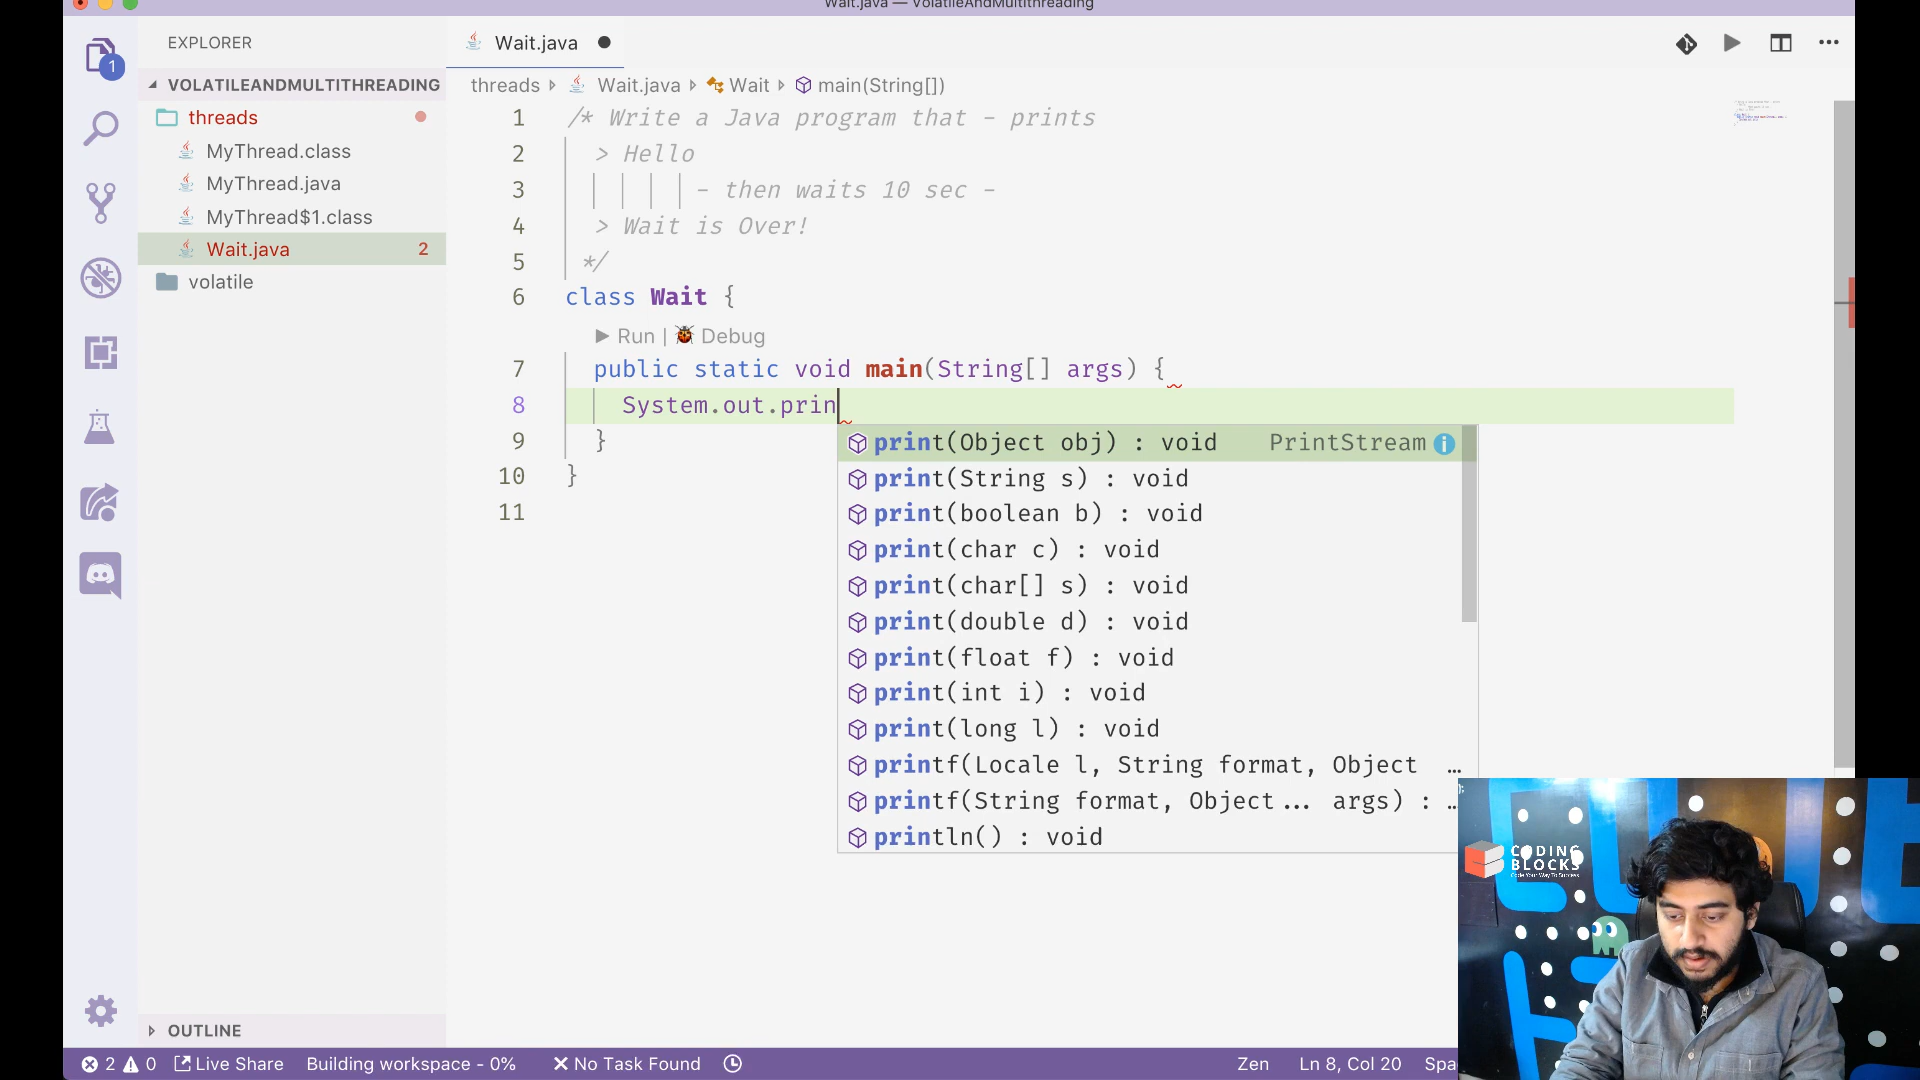 Wait.java — VolatileAndMultithreading
EXPLORER
Wait.java
1
VOLATILEANDMULTITHREADING
threads
MyThread.class
MyThread.java
MyThread$1.class
Wait.java 2
volatile
OUTLINE
threads Wait.java Wait main(String[])
1 /* Write a Java program that - prints
2 > Hello
3 - then waits 10 sec -
4 > Wait is Over!
5 */
6 class Wait {
Run | Debug
7 public static void main(String[] args) {
8 System.out.prin
9 }
10 }
11
print(Object obj) : void PrintStream
print(String s) : void
print(boolean b) : void
print(char c) : void
print(char[] s) : void
print(double d) : void
print(float f) : void
print(int i) : void
print(long l) : void
printf(Locale l, String format, Object …
printf(String format, Object... args) : …
println() : void
CODING
BLOCKS
Code Your Way To Success
2 0 Live Share Building workspace - 0% No Task Found Zen Ln 8, Col 20 Spa